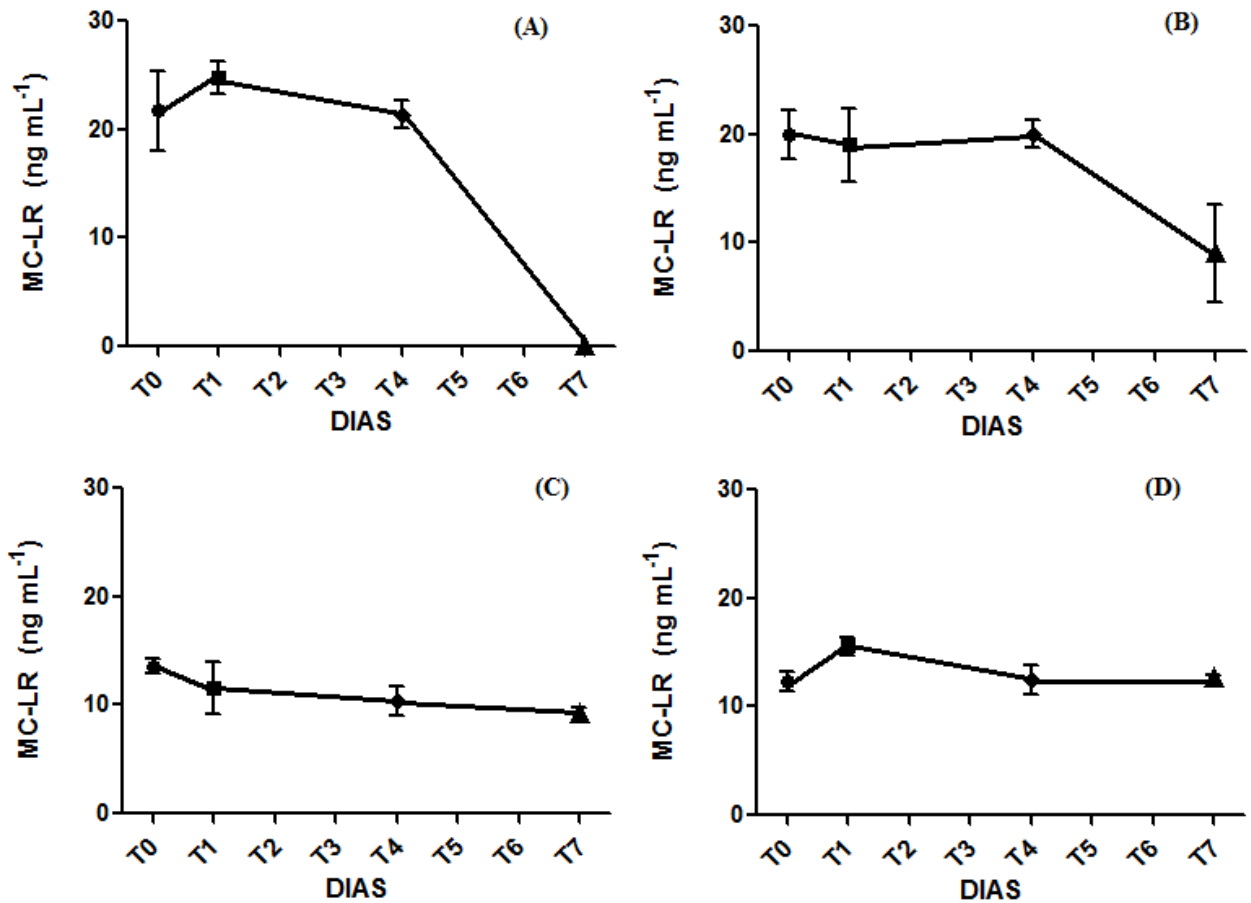 (A)
MC-LR (ng mL⁻¹)
30
20
10
0
T0 T1 T2 T3 T4 T5 T6 T7
DIAS
(B)
MC-LR (ng mL⁻¹)
30
20
10
0
T0 T1 T2 T3 T4 T5 T6 T7
DIAS
(C)
MC-LR (ng mL⁻¹)
30
20
10
0
T0 T1 T2 T3 T4 T5 T6 T7
DIAS
(D)
MC-LR (ng mL⁻¹)
30
20
10
0
T0 T1 T2 T3 T4 T5 T6 T7
DIAS